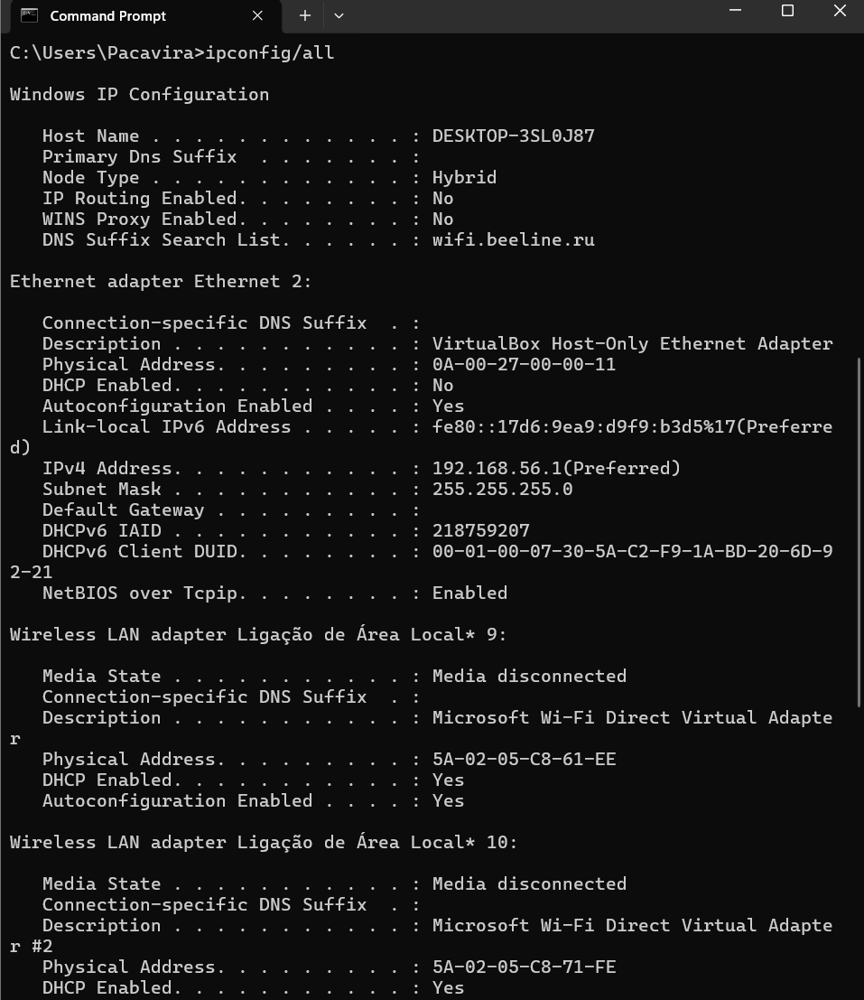 Command Prompt
C:\Users\Pacavira>ipconfig/all
Windows IP Configuration
Host Name . . . . . . . . . . . . : DESKTOP-3SL0J87
Primary Dns Suffix  . . . . . . . :
Node Type . . . . . . . . . . . . : Hybrid
IP Routing Enabled. . . . . . . . : No
WINS Proxy Enabled. . . . . . . . : No
DNS Suffix Search List. . . . . . : wifi.beeline.ru
Ethernet adapter Ethernet 2:
Connection-specific DNS Suffix  . :
Description . . . . . . . . . . . : VirtualBox Host-Only Ethernet Adapter
Physical Address. . . . . . . . . : 0A-00-27-00-00-11
DHCP Enabled. . . . . . . . . . . : No
Autoconfiguration Enabled . . . . : Yes
Link-local IPv6 Address . . . . . : fe80::17d6:9ea9:d9f9:b3d5%17(Preferre
d)
IPv4 Address. . . . . . . . . . . : 192.168.56.1(Preferred)
Subnet Mask . . . . . . . . . . . : 255.255.255.0
Default Gateway . . . . . . . . . :
DHCPv6 IAID . . . . . . . . . . . : 218759207
DHCPv6 Client DUID. . . . . . . . : 00-01-00-07-30-5A-C2-F9-1A-BD-20-6D-9
2-21
NetBIOS over Tcpip. . . . . . . . : Enabled
Wireless LAN adapter Ligação de Área Local* 9:
Media State . . . . . . . . . . . : Media disconnected
Connection-specific DNS Suffix  . :
Description . . . . . . . . . . . : Microsoft Wi-Fi Direct Virtual Adapte
r
Physical Address. . . . . . . . . : 5A-02-05-C8-61-EE
DHCP Enabled. . . . . . . . . . . : Yes
Autoconfiguration Enabled . . . . : Yes
Wireless LAN adapter Ligação de Área Local* 10:
Media State . . . . . . . . . . . : Media disconnected
Connection-specific DNS Suffix  . :
Description . . . . . . . . . . . : Microsoft Wi-Fi Direct Virtual Adapte
r #2
Physical Address. . . . . . . . . : 5A-02-05-C8-71-FE
DHCP Enabled. . . . . . . . . . . : Yes